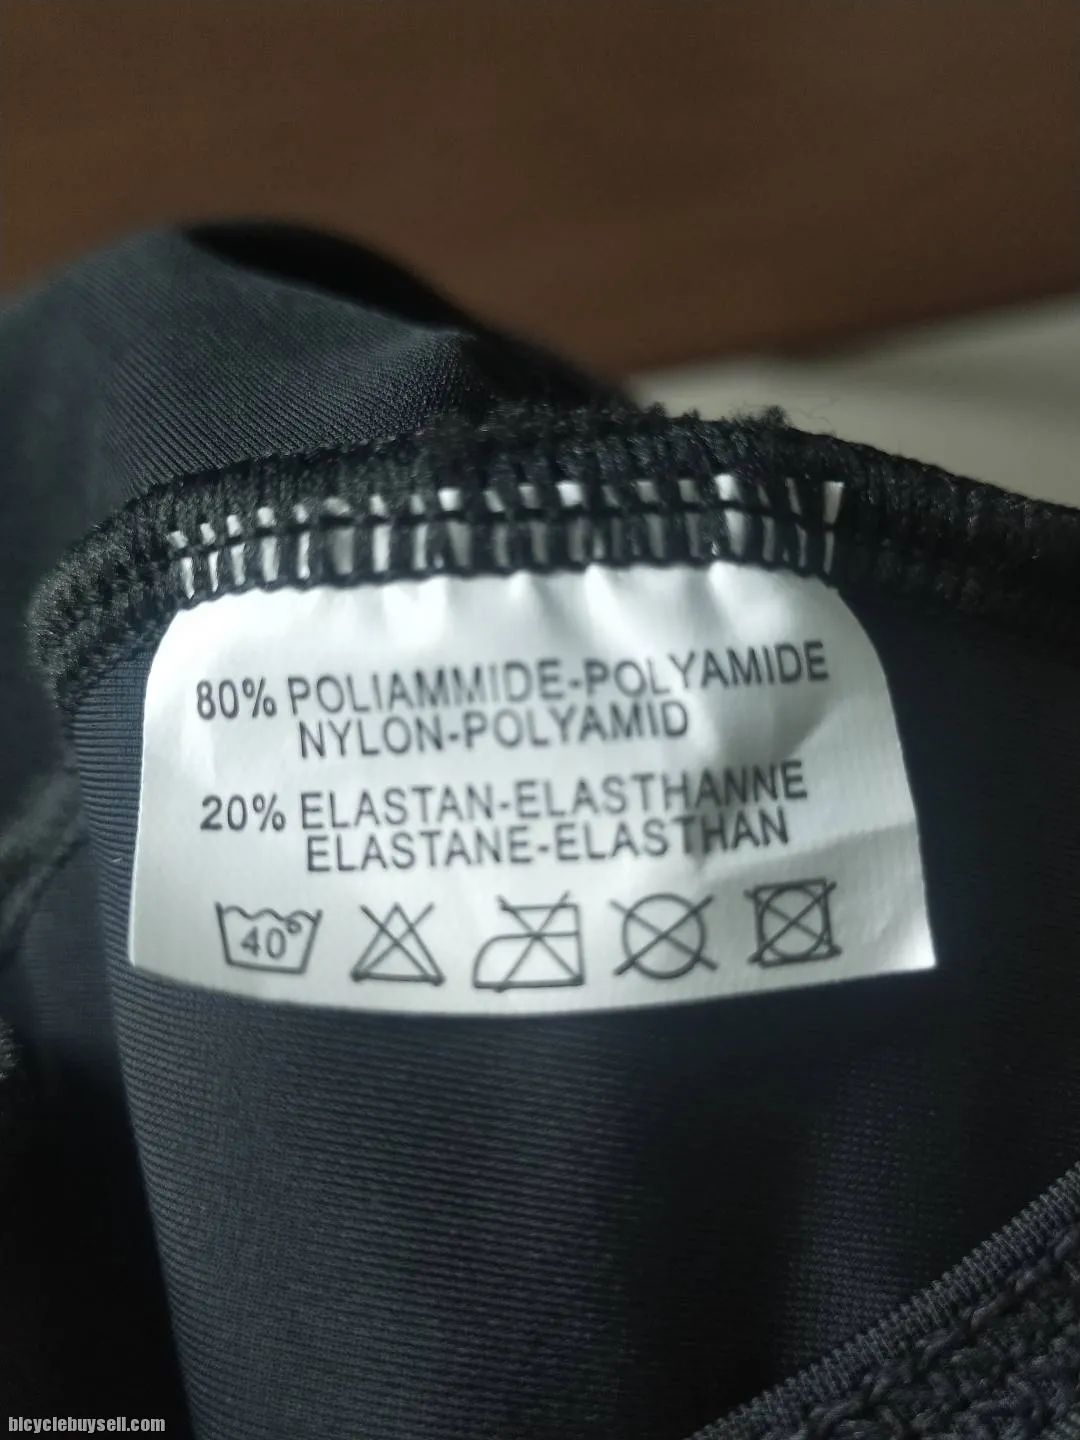 80% POLIAMMIDE-POLYAMIDE
NYLON-POLYAMID
20% ELASTAN-ELASTHANNE
ELASTANE-ELASTHAN
40°
bicyclebuysell.com